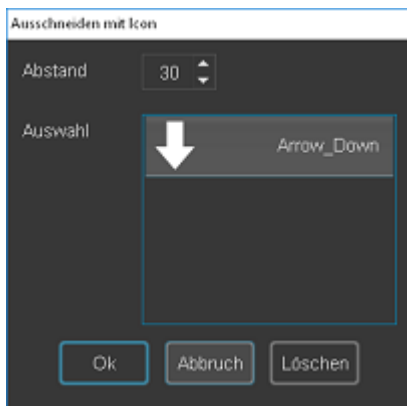 Ausschneiden mit Icon
Abstand 30
Auswahl Arrow_Down
Ok Abbruch Löschen